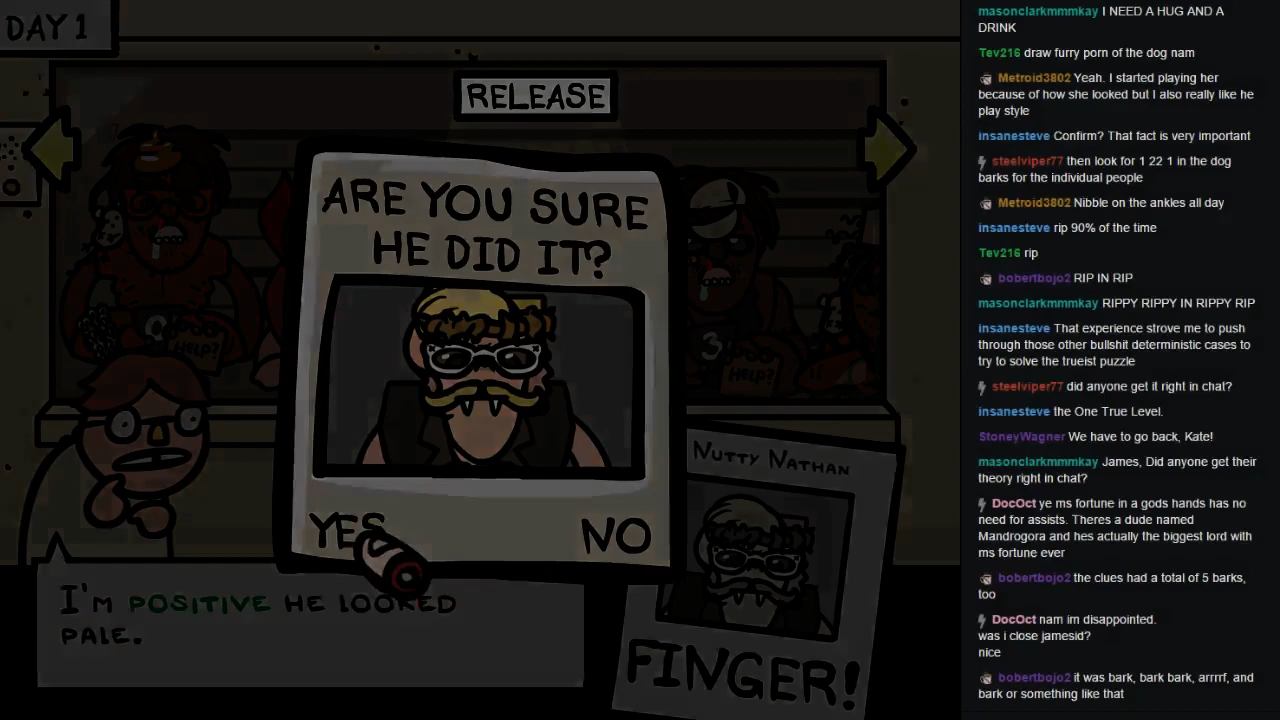 DAY 1
RELEASE
ARE YOU SURE
HE DID IT?
YES
NO
3
HELP?
HELP?
NUTTY NATHAN
FINGER!
I'M POSITIVE HE LOOKED
PALE.
masonclarkmmmkay I NEED A HUG AND A
DRINK
Tev216 draw furry porn of the dog nam
Metroid3802 Yeah. I started playing her
because of how she looked but I also really like he
play style
insanesteve Confirm? That fact is very important
steelviper77 then look for 1 22 1 in the dog
barks for the individual people
Metroid3802 Nibble on the ankles all day
insanesteve rip 90% of the time
Tev216 rip
bobertbojo2 RIP IN RIP
masonclarkmmmkay RIPPY RIPPY IN RIPPY RIP
insanesteve That experience strove me to push
through those other bullshit deterministic cases to
try to solve the trueist puzzle
steelviper77 did anyone get it right in chat?
insanesteve the One True Level.
StoneyWagner We have to go back, Kate!
masonclarkmmmkay James, Did anyone get their
theory right in chat?
DocOct ye ms fortune in a gods hands has no
need for assists. Theres a dude named
Mandrogora and hes actually the biggest lord with
ms fortune ever
bobertbojo2 the clues had a total of 5 barks,
too
DocOct nam im disappointed.
was i close jamesid?
nice
bobertbojo2 it was bark, bark bark, arrrrf, and
bark or something like that